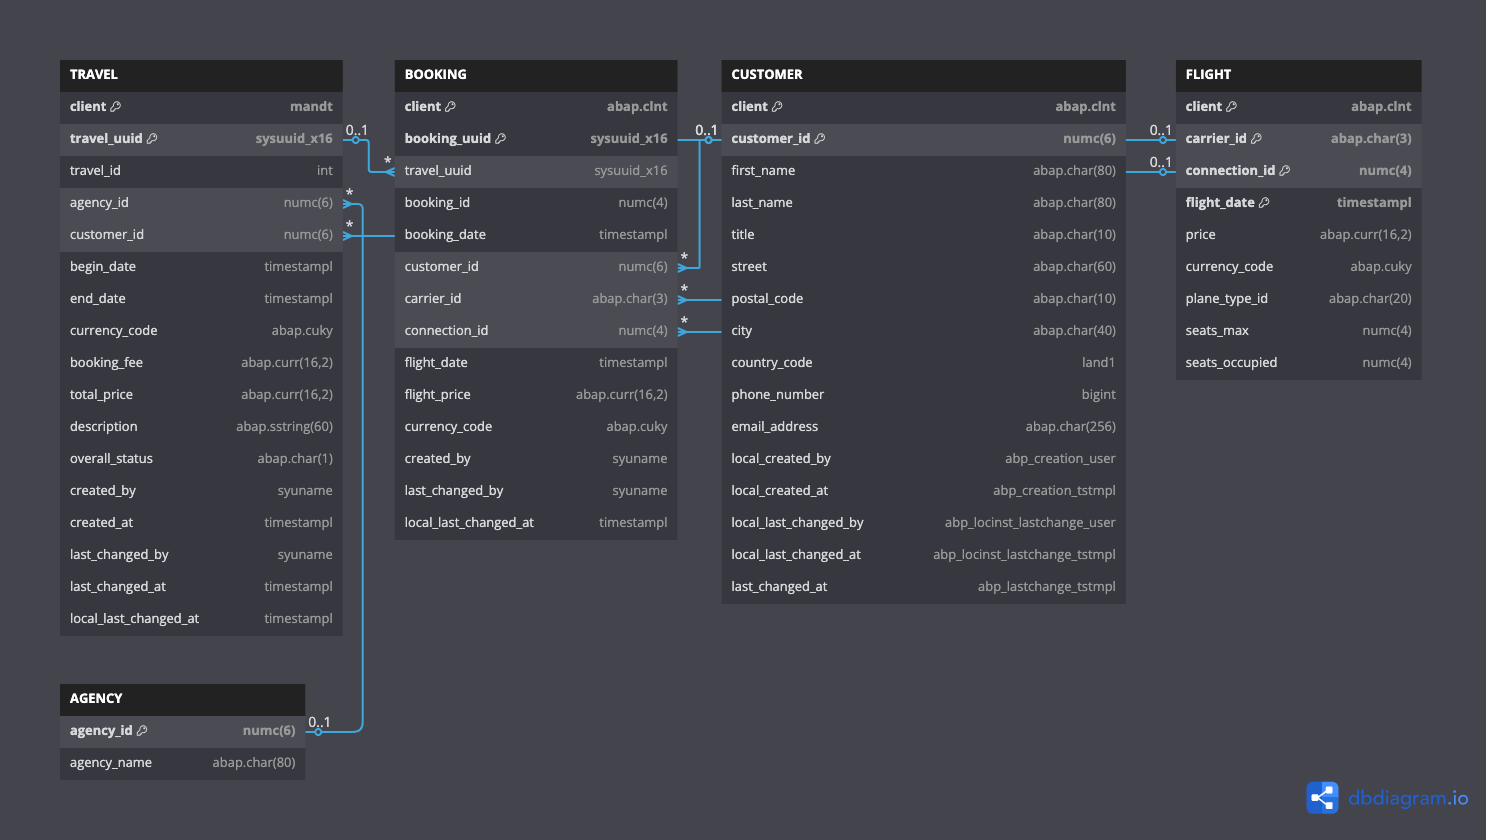 TRAVEL
client mandt
travel_uuid sysuuid_x16
travel_id int
agency_id numc(6)
customer_id numc(6)
begin_date timestampl
end_date timestampl
currency_code abap.cuky
booking_fee abap.curr(16,2)
total_price abap.curr(16,2)
description abap.sstring(60)
overall_status abap.char(1)
created_by syuname
created_at timestampl
last_changed_by syuname
last_changed_at timestampl
local_last_changed_at timestampl
0..1
*
*
*
BOOKING
client abap.clnt
booking_uuid sysuuid_x16
travel_uuid sysuuid_x16
booking_id numc(4)
booking_date timestampl
customer_id numc(6)
carrier_id abap.char(3)
connection_id numc(4)
flight_date timestampl
flight_price abap.curr(16,2)
currency_code abap.cuky
created_by syuname
last_changed_by syuname
local_last_changed_at timestampl
0..1
*
*
*
CUSTOMER
client abap.clnt
customer_id numc(6)
first_name abap.char(80)
last_name abap.char(80)
title abap.char(10)
street abap.char(60)
postal_code abap.char(10)
city abap.char(40)
country_code land1
phone_number bigint
email_address abap.char(256)
local_created_by abp_creation_user
local_created_at abp_creation_tstmpl
local_last_changed_by abp_locinst_lastchange_user
local_last_changed_at abp_locinst_lastchange_tstmpl
last_changed_at abp_lastchange_tstmpl
0..1
0..1
FLIGHT
client abap.clnt
carrier_id abap.char(3)
connection_id numc(4)
flight_date timestampl
price abap.curr(16,2)
currency_code abap.cuky
plane_type_id abap.char(20)
seats_max numc(4)
seats_occupied numc(4)
AGENCY
agency_id numc(6)
agency_name abap.char(80)
0..1
dbdiagram.io